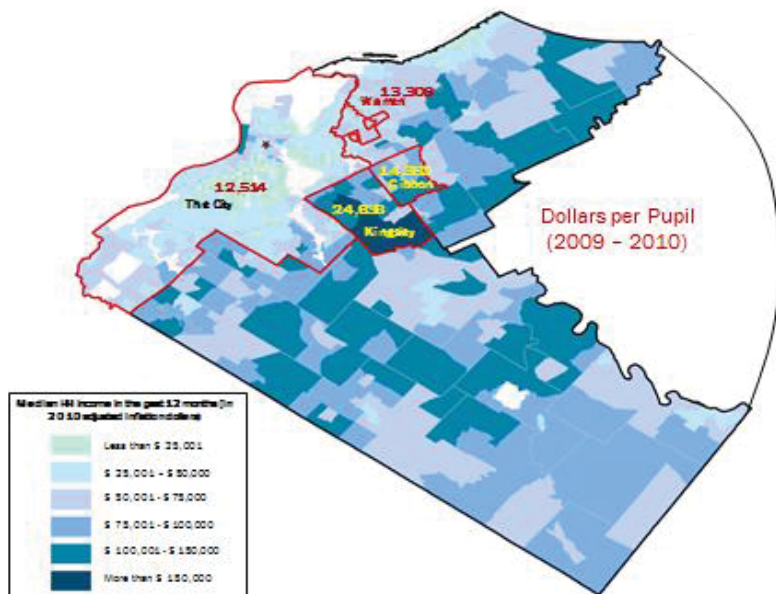 13,308
12,514
The City
24,838
Kingsley
Gibbon
Dollars per Pupil
(2009 – 2010)
Median HH income in the past 12 months (in
2010 adjusted inflation dollars)
Less than $ 25,001
$ 25,001 - $ 50,000
$ 50,001 - $ 75,000
$ 75,001 - $ 100,000
$ 100,001 - $ 150,000
More than $ 150,000